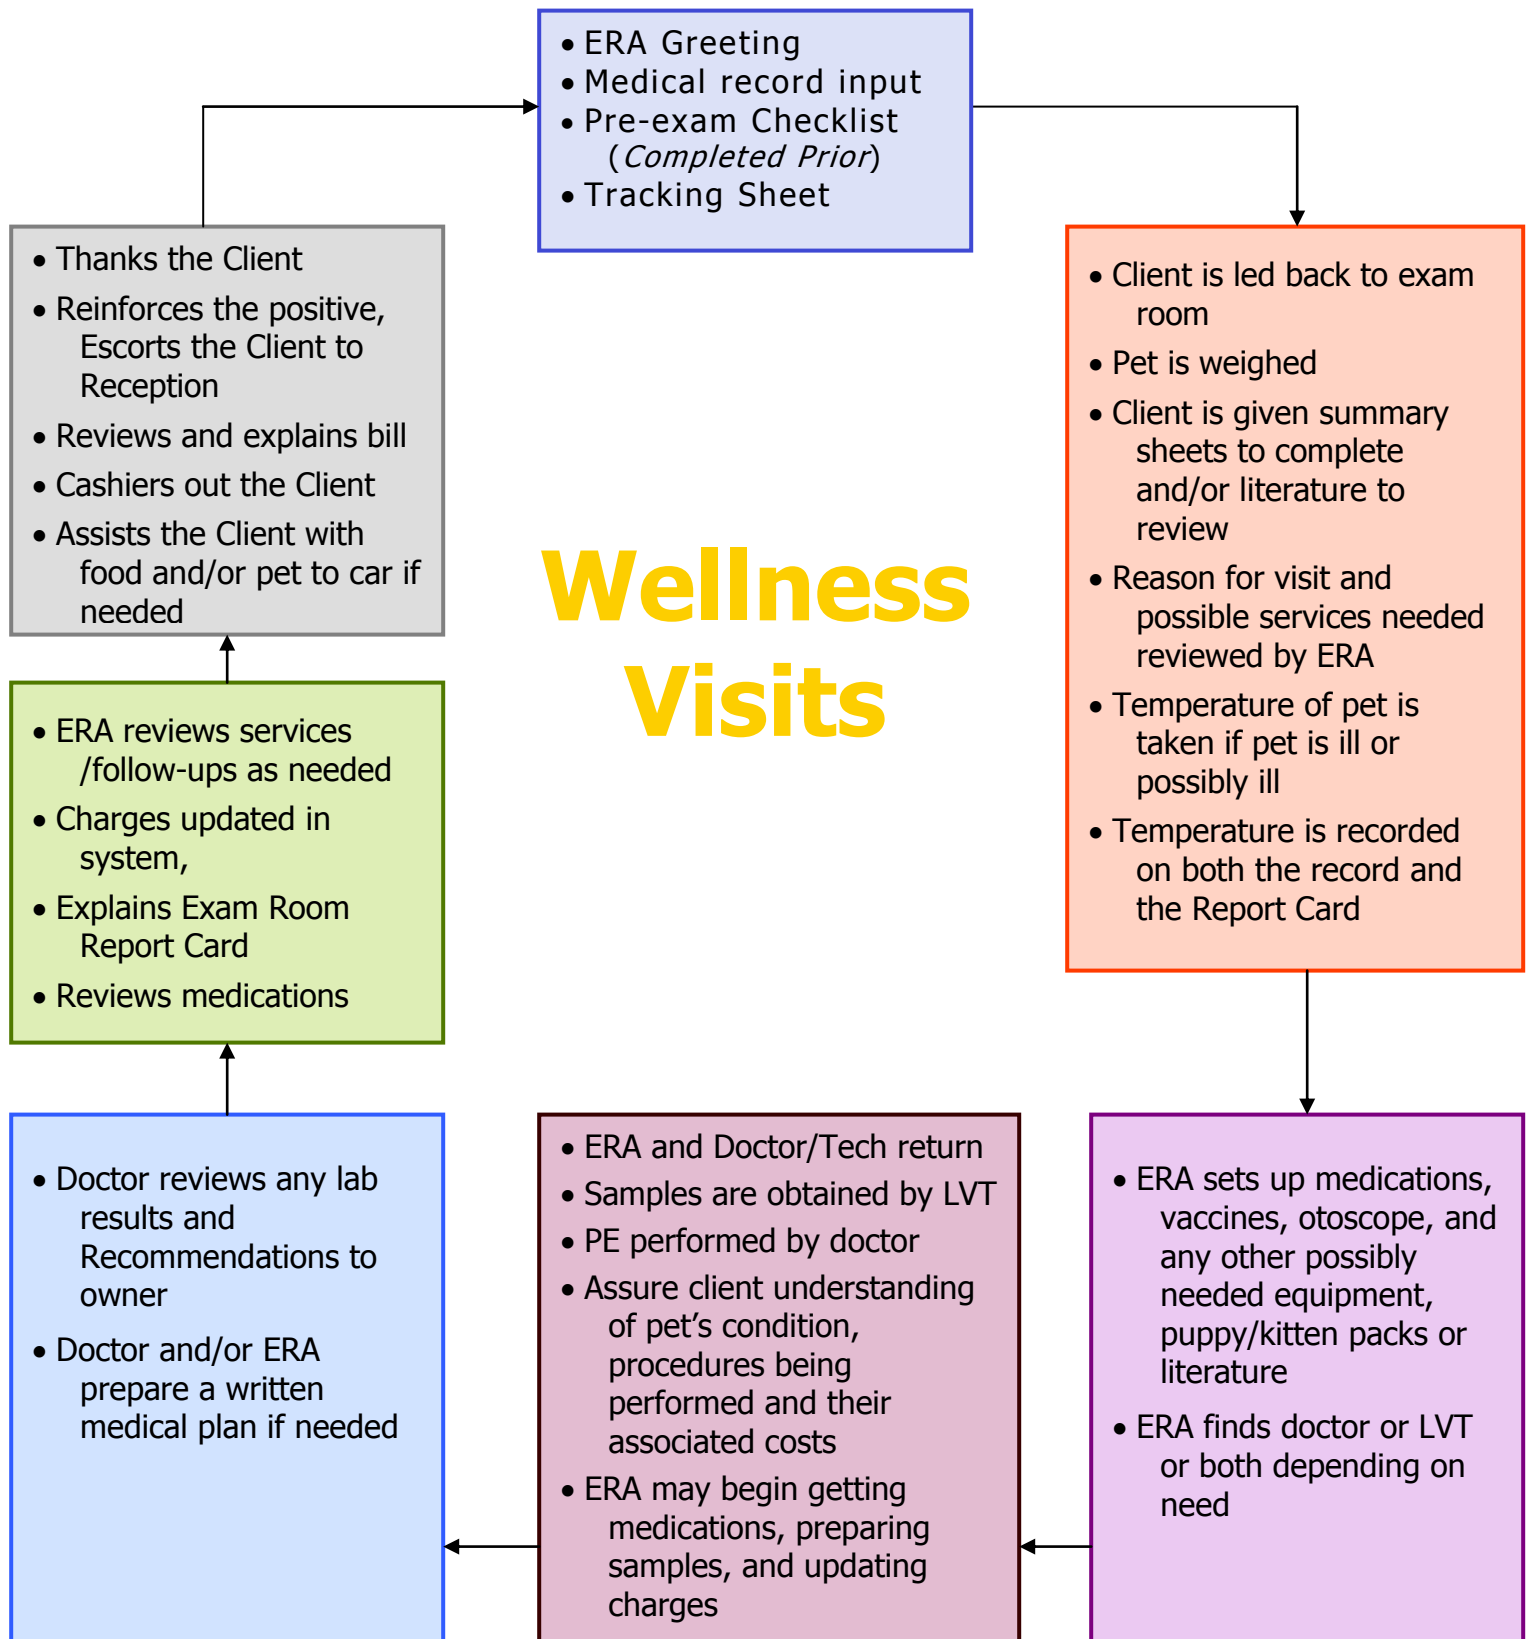 • ERA Greeting
• Medical record input
• Pre-exam Checklist
(Completed Prior)
• Tracking Sheet
• Client is led back to exam
room
• Pet is weighed
• Client is given summary
sheets to complete
and/or literature to
review
• Reason for visit and
possible services needed
reviewed by ERA
• Temperature of pet is
taken if pet is ill or
possibly ill
• Temperature is recorded
on both the record and
the Report Card
• ERA sets up medications,
vaccines, otoscope, and
any other possibly
needed equipment,
puppy/kitten packs or
literature
• ERA finds doctor or LVT
or both depending on
need
• ERA and Doctor/Tech return
• Samples are obtained by LVT
• PE performed by doctor
• Assure client understanding
of pet’s condition,
procedures being
performed and their
associated costs
• ERA may begin getting
medications, preparing
samples, and updating
charges
• Doctor reviews any lab
results and
Recommendations to
owner
• Doctor and/or ERA
prepare a written
medical plan if needed
• ERA reviews services
/follow-ups as needed
• Charges updated in
system,
• Explains Exam Room
Report Card
• Reviews medications
• Thanks the Client
• Reinforces the positive,
Escorts the Client to
Reception
• Reviews and explains bill
• Cashiers out the Client
• Assists the Client with
food and/or pet to car if
needed
Wellness
Visits